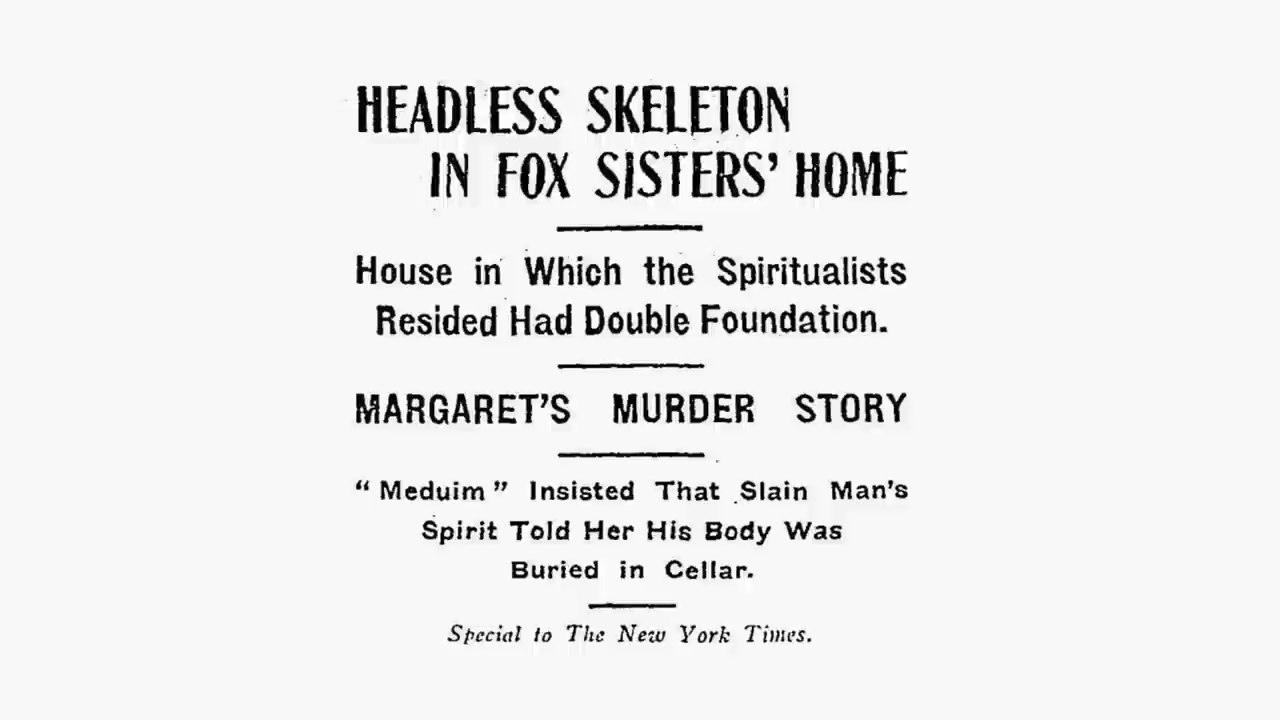 HEADLESS SKELETON
IN FOX SISTERS' HOME
House in Which the Spiritualists
Resided Had Double Foundation.
MARGARET'S MURDER STORY
"Meduim" Insisted That Slain Man's
Spirit Told Her His Body Was
Buried in Cellar.
Special to The New York Times.